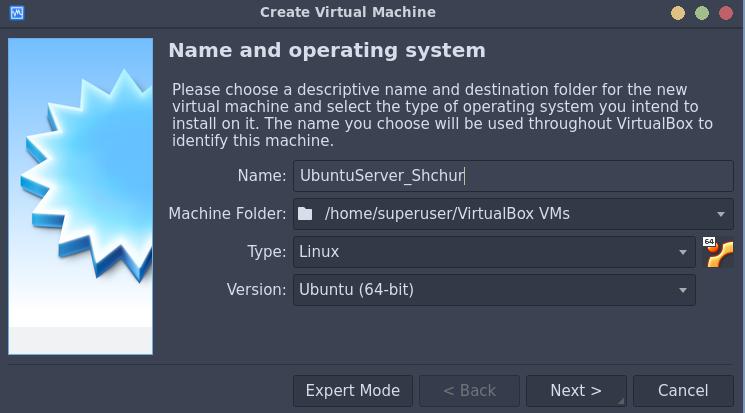 Create Virtual Machine
Name and operating system
Please choose a descriptive name and destination folder for the new
virtual machine and select the type of operating system you intend to
install on it. The name you choose will be used throughout VirtualBox to
identify this machine.
Name: UbuntuServer_Shchur
Machine Folder: /home/superuser/VirtualBox VMs
Type: Linux
64
Version: Ubuntu (64-bit)
Expert Mode < Back Next > Cancel